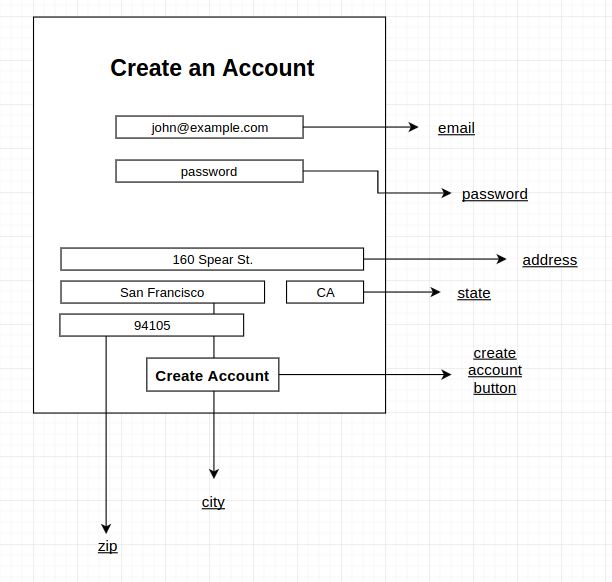 Create an Account
john@example.com
email
password
password
160 Spear St.
address
San Francisco
CA
state
94105
Create Account
create
account
button
city
zip